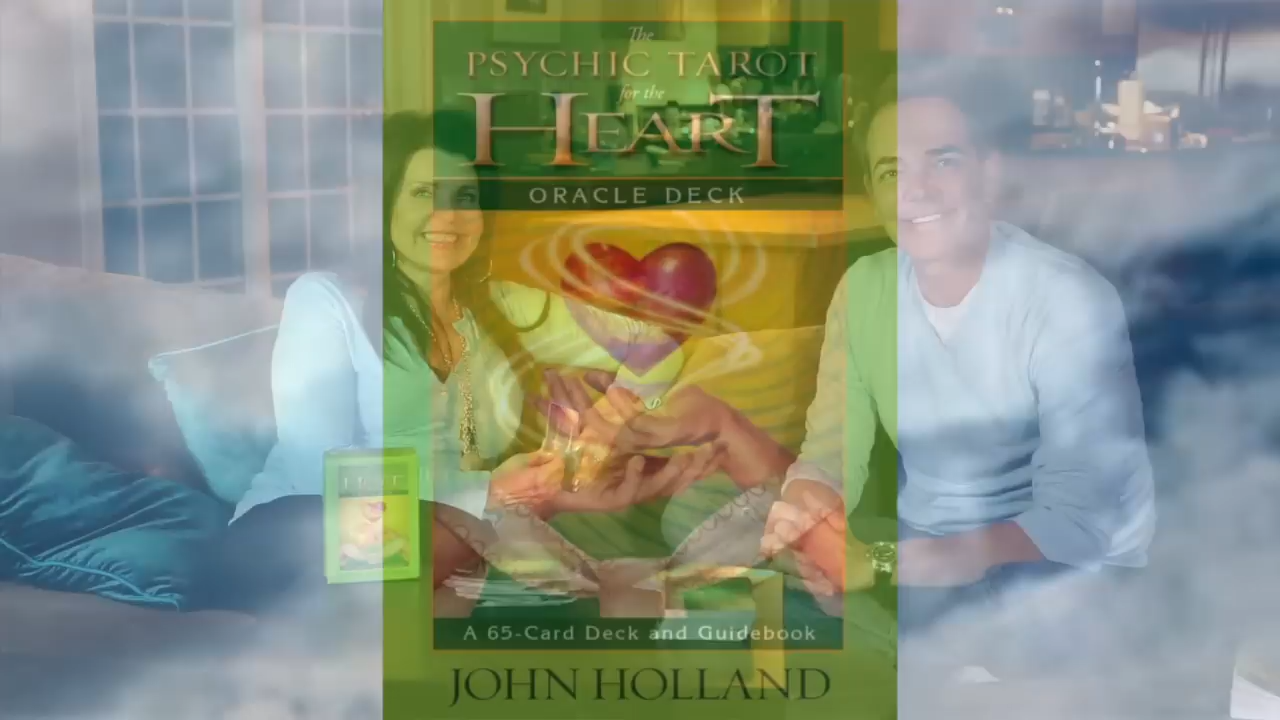 The
PSYCHIC TAROT
for the
HEART
ORACLE DECK
A 65-Card Deck and Guidebook
JOHN HOLLAND